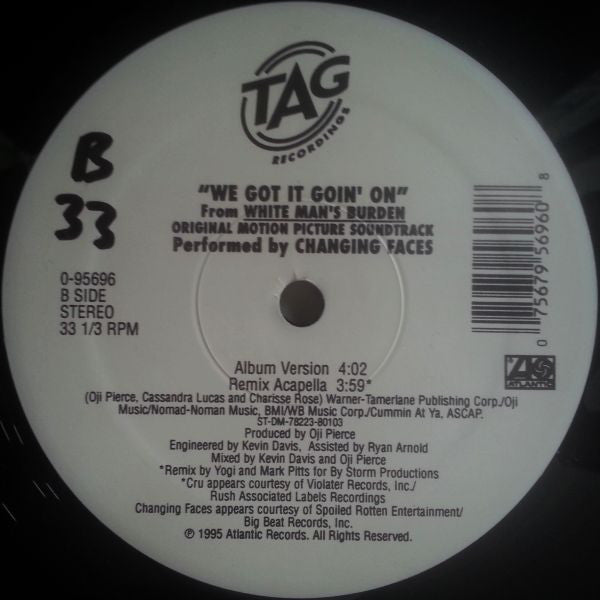 TAG
RECORDINGS
B
33
"WE GOT IT GOIN' ON"
From WHITE MAN'S BURDEN
ORIGINAL MOTION PICTURE SOUNDTRACK
Performed by CHANGING FACES
0-95696
B SIDE
STEREO
33 1/3 RPM
0 75679 56960 8
Album Version 4:02
Remix Acapella 3:59*
ATLANTIC
(Oji Pierce, Cassandra Lucas and Charisse Rose) Warner-Tamerlane Publishing Corp./Oji
Music/Nomad-Noman Music, BMI/WB Music Corp./Cummin At Ya, ASCAP.
ST-DM-78223-80103
Produced by Oji Pierce
Engineered by Kevin Davis, Assisted by Ryan Arnold
Mixed by Kevin Davis and Oji Pierce
*Remix by Yogi and Mark Pitts for By Storm Productions
*Cru appears courtesy of Violater Records, Inc./
Rush Associated Labels Recordings
Changing Faces appears courtesy of Spoiled Rotten Entertainment/
Big Beat Records, Inc.
℗ 1995 Atlantic Records. All Rights Reserved.